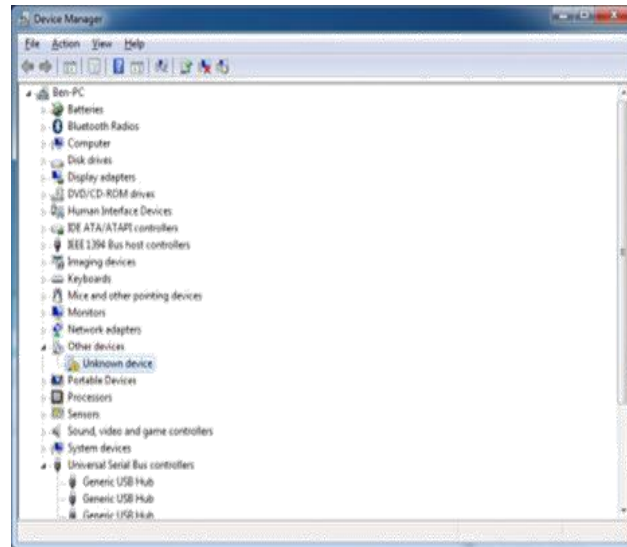 Device Manager
File Action View Help
Ben-PC
Batteries
Bluetooth Radios
Computer
Disk drives
Display adapters
DVD/CD-ROM drives
Human Interface Devices
IDE ATA/ATAPI controllers
IEEE 1394 Bus host controllers
Imaging devices
Keyboards
Mice and other pointing devices
Monitors
Network adapters
Other devices
Unknown device
Portable Devices
Processors
Sensors
Sound, video and game controllers
System devices
Universal Serial Bus controllers
Generic USB Hub
Generic USB Hub
Generic USB Hub